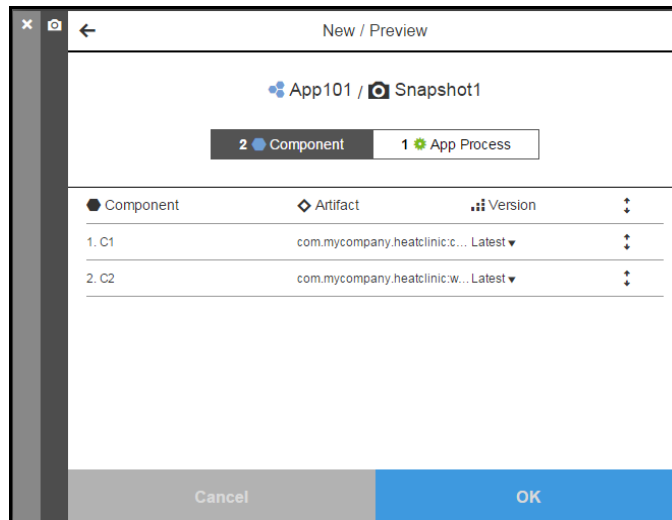 New / Preview
App101 / Snapshot1
2 Component 1 App Process
Component Artifact Version
1. C1 com.mycompany.heatclinic:c... Latest
2. C2 com.mycompany.heatclinic:w... Latest
Cancel OK